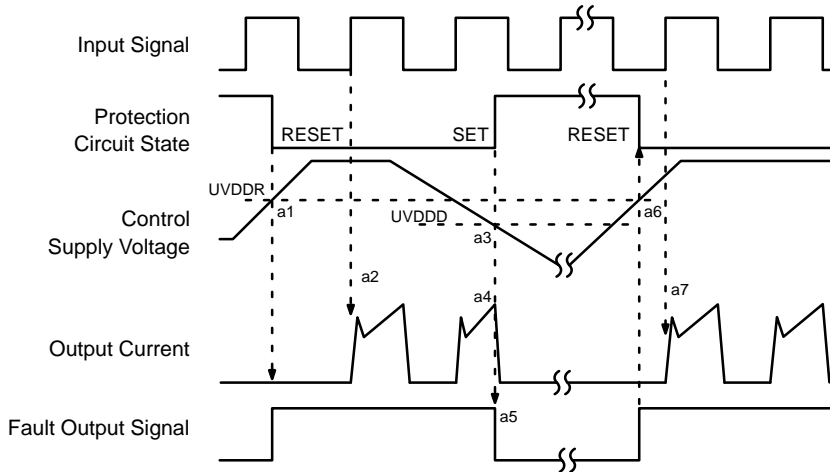 Input Signal
Protection
Circuit State
RESET
SET
RESET
UVDDR
a1
a6
UVDDD
a3
Control
Supply Voltage
a2
a4
a7
Output Current
a5
Fault Output Signal